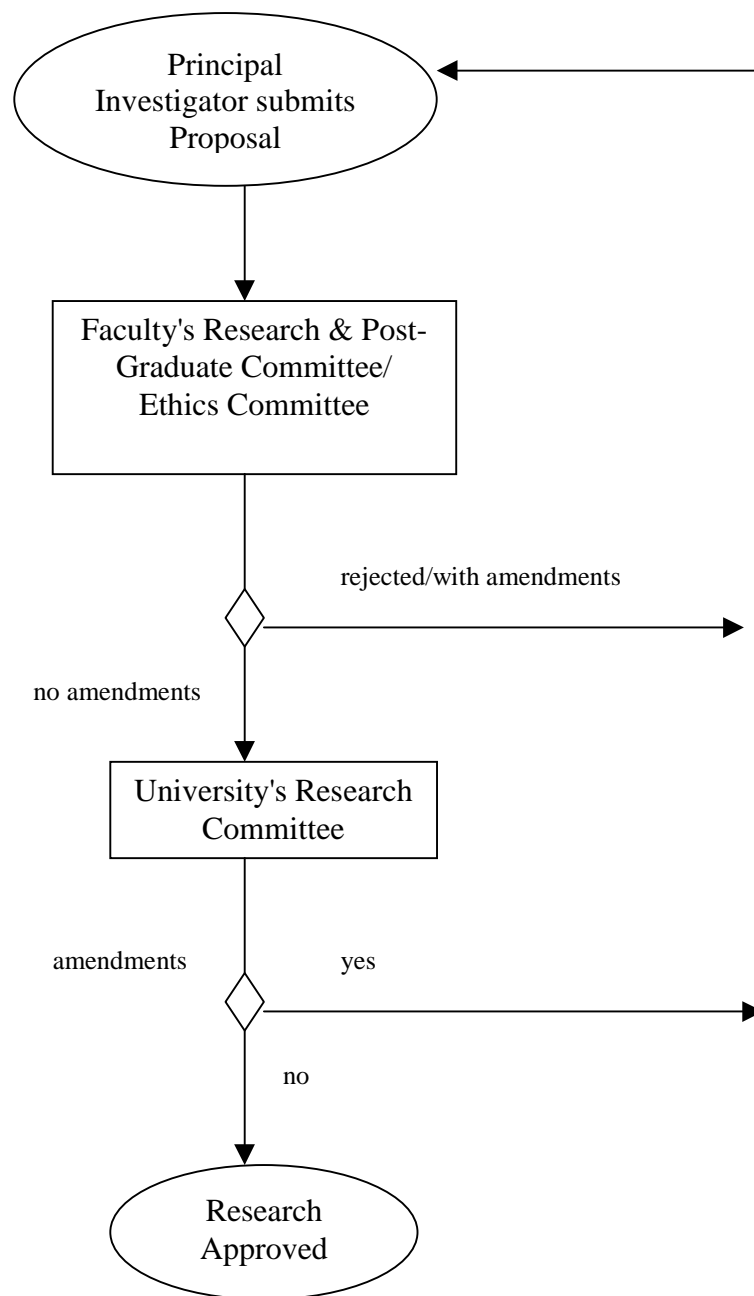 Principal
Investigator submits
Proposal
Faculty's Research & Post-
Graduate Committee/
Ethics Committee
rejected/with amendments
no amendments
University's Research
Committee
amendments
yes
no
Research
Approved